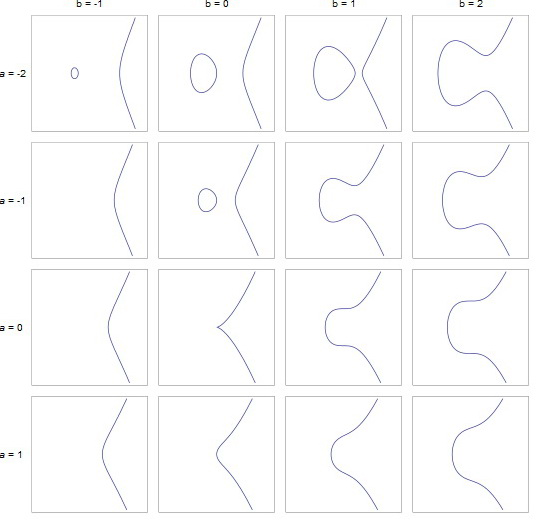 b = -1 b = 0 b = 1 b = 2
a = -2
a = -1
a = 0
a = 1